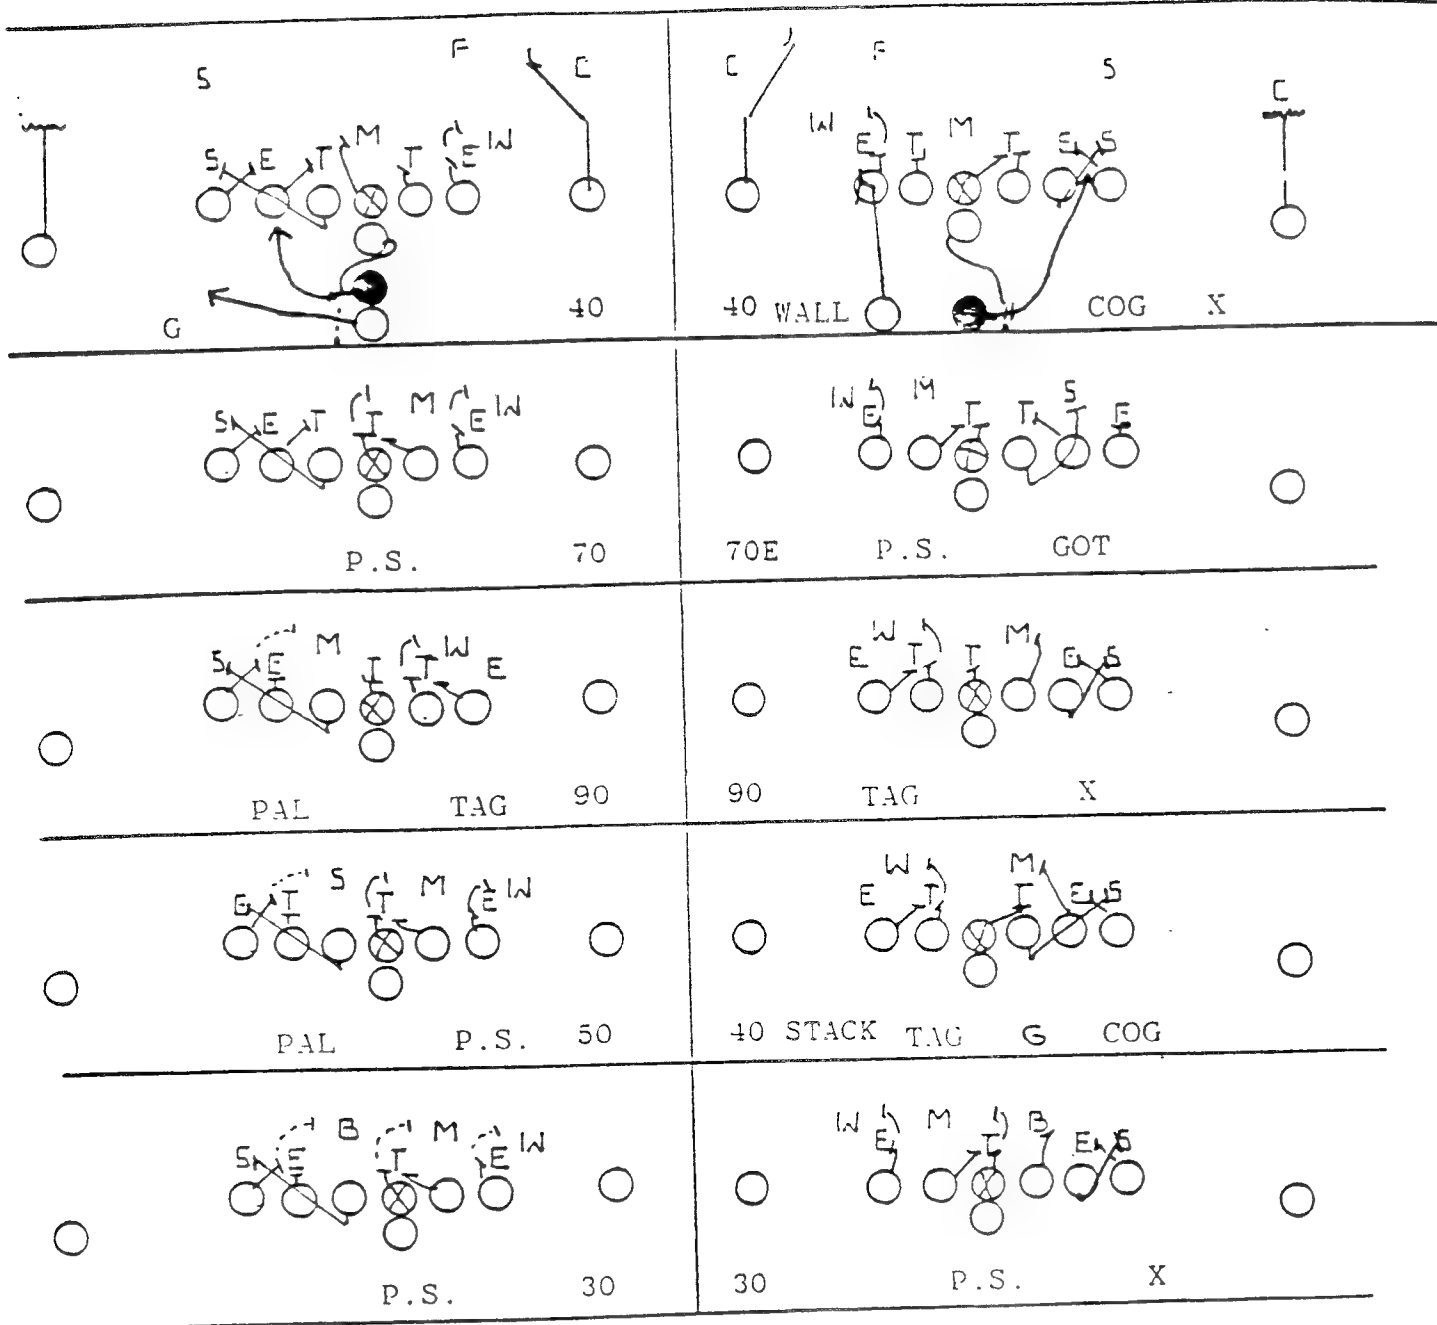 S F C
S E T M T E W
G 40
C F S C
W E T M T E S
40 WALL COG X
S E T T M E W
P.S. 70
W E M T T S E
70E P.S. GOT
S E M T T W E
PAL TAG 90
E W T T M E S
90 TAG X
E T S T M E W
PAL P.S. 50
E W T T M E S
40 STACK TAG G COG
S E B T M E W
P.S. 30
W E M T B E S
30 P.S. X